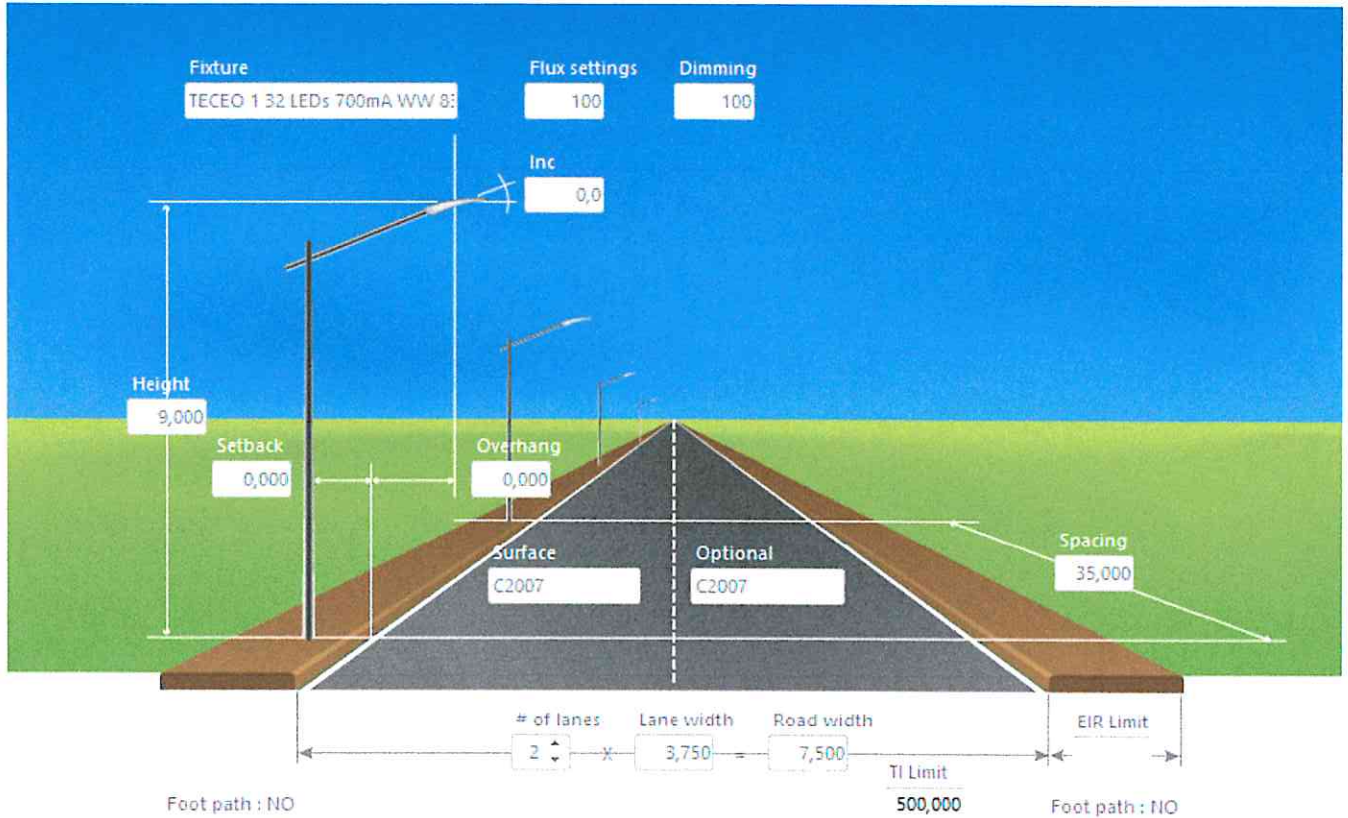 Fixture Flux settings Dimming
TECEO 1 32 LEDs 700mA WW 100 100
Inc
0,0
Height
9,000
Setback Overhang
0,000 0,000
Surface Optional Spacing
C2007 C2007 35,000
# of lanes Lane width Road width EIR Limit
2 x 3,750 = 7,500
TI Limit
Foot path : NO 500,000 Foot path : NO